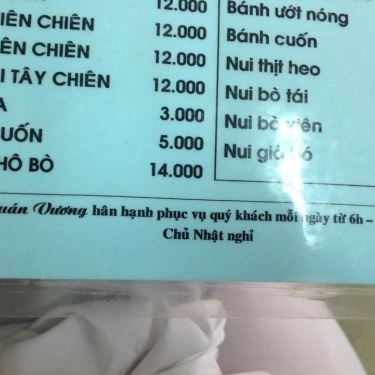 12.000
IÊN CHIÊN 12.000
ÊN CHIÊN 12.000
I TÂY CHIÊN 12.000
A 3.000
UỐN 5.000
HÔ BÒ 14.000
Bánh ướt nóng
Bánh cuốn
Nui thịt heo
Nui bò tái
Nui bò viên
Nui giò
uán Vương hân hạnh phục vụ quý khách mỗi ngày từ 6h –
Chủ Nhật nghỉ